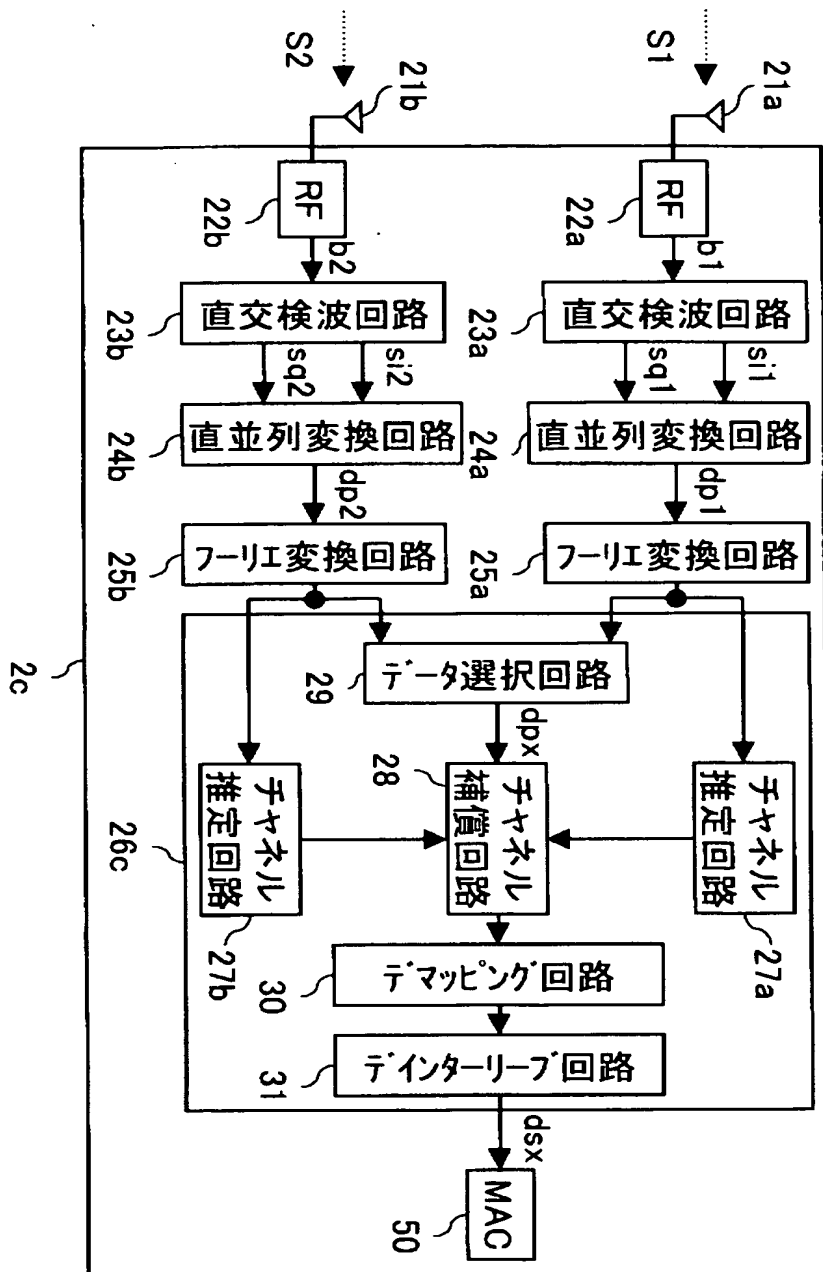 S1
21a
RF
22a
b1
直交検波回路
23a
si1
sq1
直並列変換回路
24a
dp1
フーリエ変換回路
25a
S2
21b
RF
22b
b2
直交検波回路
23b
si2
sq2
直並列変換回路
24b
dp2
フーリエ変換回路
25b
データ選択回路
29
dpx
チャネル
推定回路
27a
28
チャネル
補償回路
チャネル
推定回路
27b
デマッピング回路
30
デインターリーブ回路
31
dsx
MAC
50
26c
2c